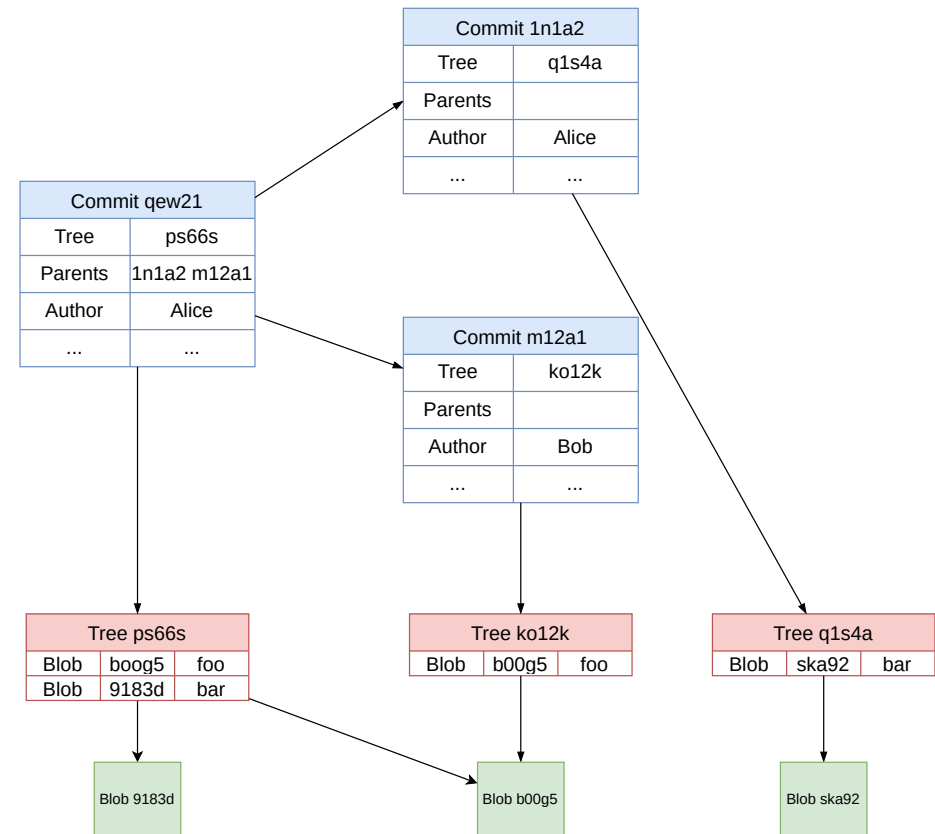 Commit 1n1a2
Tree q1s4a
Parents
Author Alice
... ...
Commit qew21
Tree ps66s
Parents 1n1a2 m12a1
Author Alice
... ...
Commit m12a1
Tree ko12k
Parents
Author Bob
... ...
Tree ps66s
Blob boog5 foo
Blob 9183d bar
Tree ko12k
Blob b00g5 foo
Tree q1s4a
Blob ska92 bar
Blob 9183d
Blob b00g5
Blob ska92